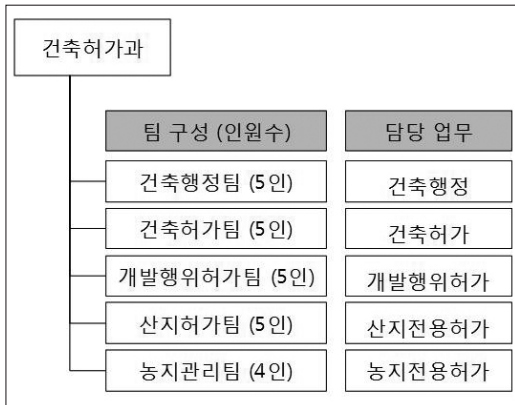 건축허가과
팀 구성 (인원수) 담당 업무
건축행정팀 (5인) 건축행정
건축허가팀 (5인) 건축허가
개발행위허가팀 (5인) 개발행위허가
산지허가팀 (5인) 산지전용허가
농지관리팀 (4인) 농지전용허가